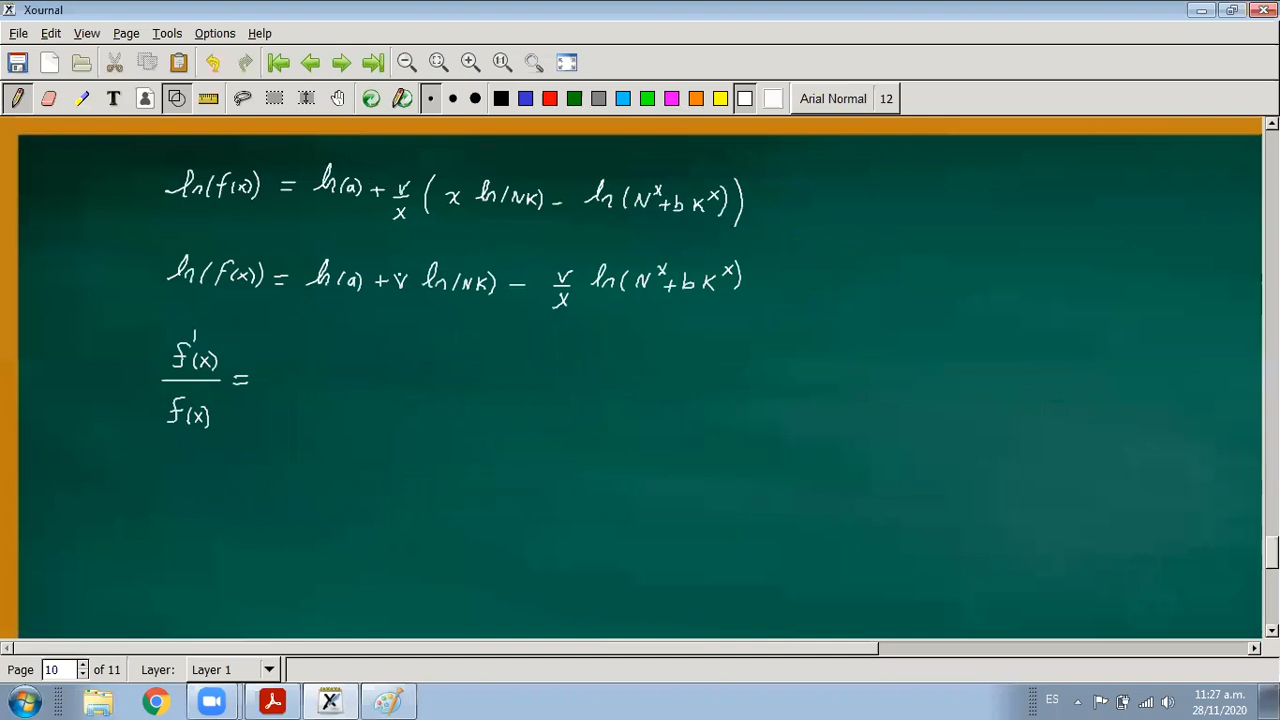 Xournal
File Edit View Page Tools Options Help
Arial Normal 12
ln(f(x)) = ln(a) + v/x ( x ln(NK) - ln(N^x + b K^x) )
ln(f(x)) = ln(a) + v ln(NK) - v/x ln(N^x + b K^x)
f'(x)/f(x) =
Page 10 of 11 Layer: Layer 1
ES 11:27 a.m.
28/11/2020